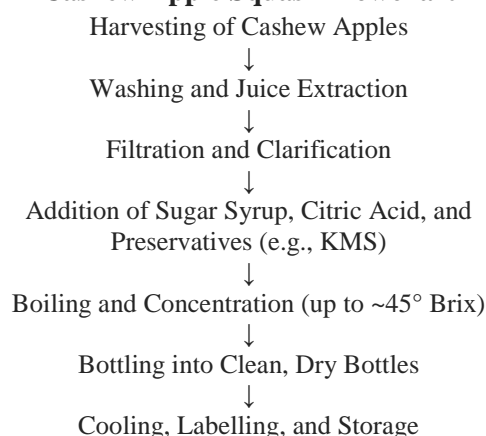 Harvesting of Cashew Apples
↓
Washing and Juice Extraction
↓
Filtration and Clarification
↓
Addition of Sugar Syrup, Citric Acid, and
Preservatives (e.g., KMS)
↓
Boiling and Concentration (up to ~45° Brix)
↓
Bottling into Clean, Dry Bottles
↓
Cooling, Labelling, and Storage